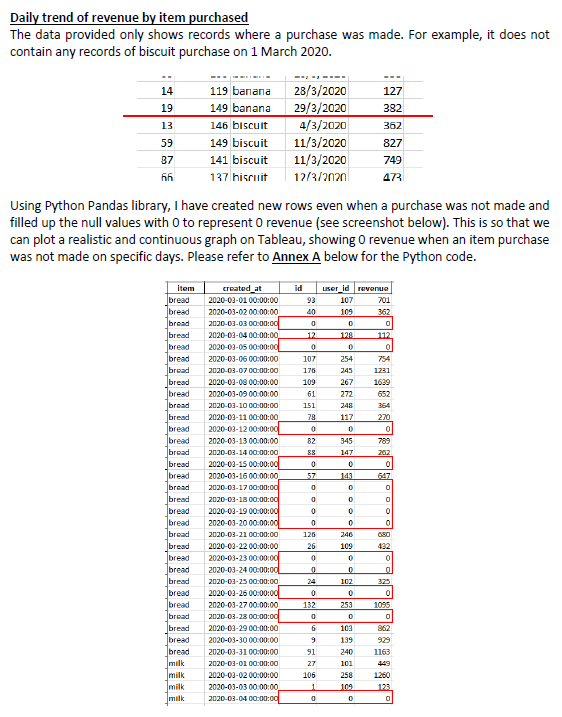 Daily trend of revenue by item purchased
The data provided only shows records where a purchase was made. For example, it does not
contain any records of biscuit purchase on 1 March 2020.
14 119 banana 28/3/2020 127
19 149 banana 29/3/2020 382
13 146 biscuit 4/3/2020 362
59 149 biscuit 11/3/2020 827
87 141 biscuit 11/3/2020 749
66 137 biscuit 12/3/2020 473
Using Python Pandas library, I have created new rows even when a purchase was not made and
filled up the null values with 0 to represent 0 revenue (see screenshot below). This is so that we
can plot a realistic and continuous graph on Tableau, showing 0 revenue when an item purchase
was not made on specific days. Please refer to Annex A below for the Python code.
item created_at id user_id revenue
bread 2020-03-01 00:00:00 93 107 701
bread 2020-03-02 00:00:00 40 109 362
bread 2020-03-03 00:00:00 0 0 0
bread 2020-03-04 00:00:00 12 128 112
bread 2020-03-05 00:00:00 0 0 0
bread 2020-03-06 00:00:00 107 254 754
bread 2020-03-07 00:00:00 176 245 1231
bread 2020-03-08 00:00:00 109 267 1639
bread 2020-03-09 00:00:00 61 272 652
bread 2020-03-10 00:00:00 151 248 364
bread 2020-03-11 00:00:00 78 117 270
bread 2020-03-12 00:00:00 0 0 0
bread 2020-03-13 00:00:00 82 345 789
bread 2020-03-14 00:00:00 88 147 262
bread 2020-03-15 00:00:00 0 0 0
bread 2020-03-16 00:00:00 57 143 647
bread 2020-03-17 00:00:00 0 0 0
bread 2020-03-18 00:00:00 0 0 0
bread 2020-03-19 00:00:00 0 0 0
bread 2020-03-20 00:00:00 0 0 0
bread 2020-03-21 00:00:00 126 246 680
bread 2020-03-22 00:00:00 26 109 432
bread 2020-03-23 00:00:00 0 0 0
bread 2020-03-24 00:00:00 0 0 0
bread 2020-03-25 00:00:00 24 102 325
bread 2020-03-26 00:00:00 0 0 0
bread 2020-03-27 00:00:00 132 253 1095
bread 2020-03-28 00:00:00 0 0 0
bread 2020-03-29 00:00:00 6 103 862
bread 2020-03-30 00:00:00 9 139 929
bread 2020-03-31 00:00:00 91 240 1163
milk 2020-03-01 00:00:00 27 101 449
milk 2020-03-02 00:00:00 106 258 1260
milk 2020-03-03 00:00:00 1 109 123
milk 2020-03-04 00:00:00 0 0 0